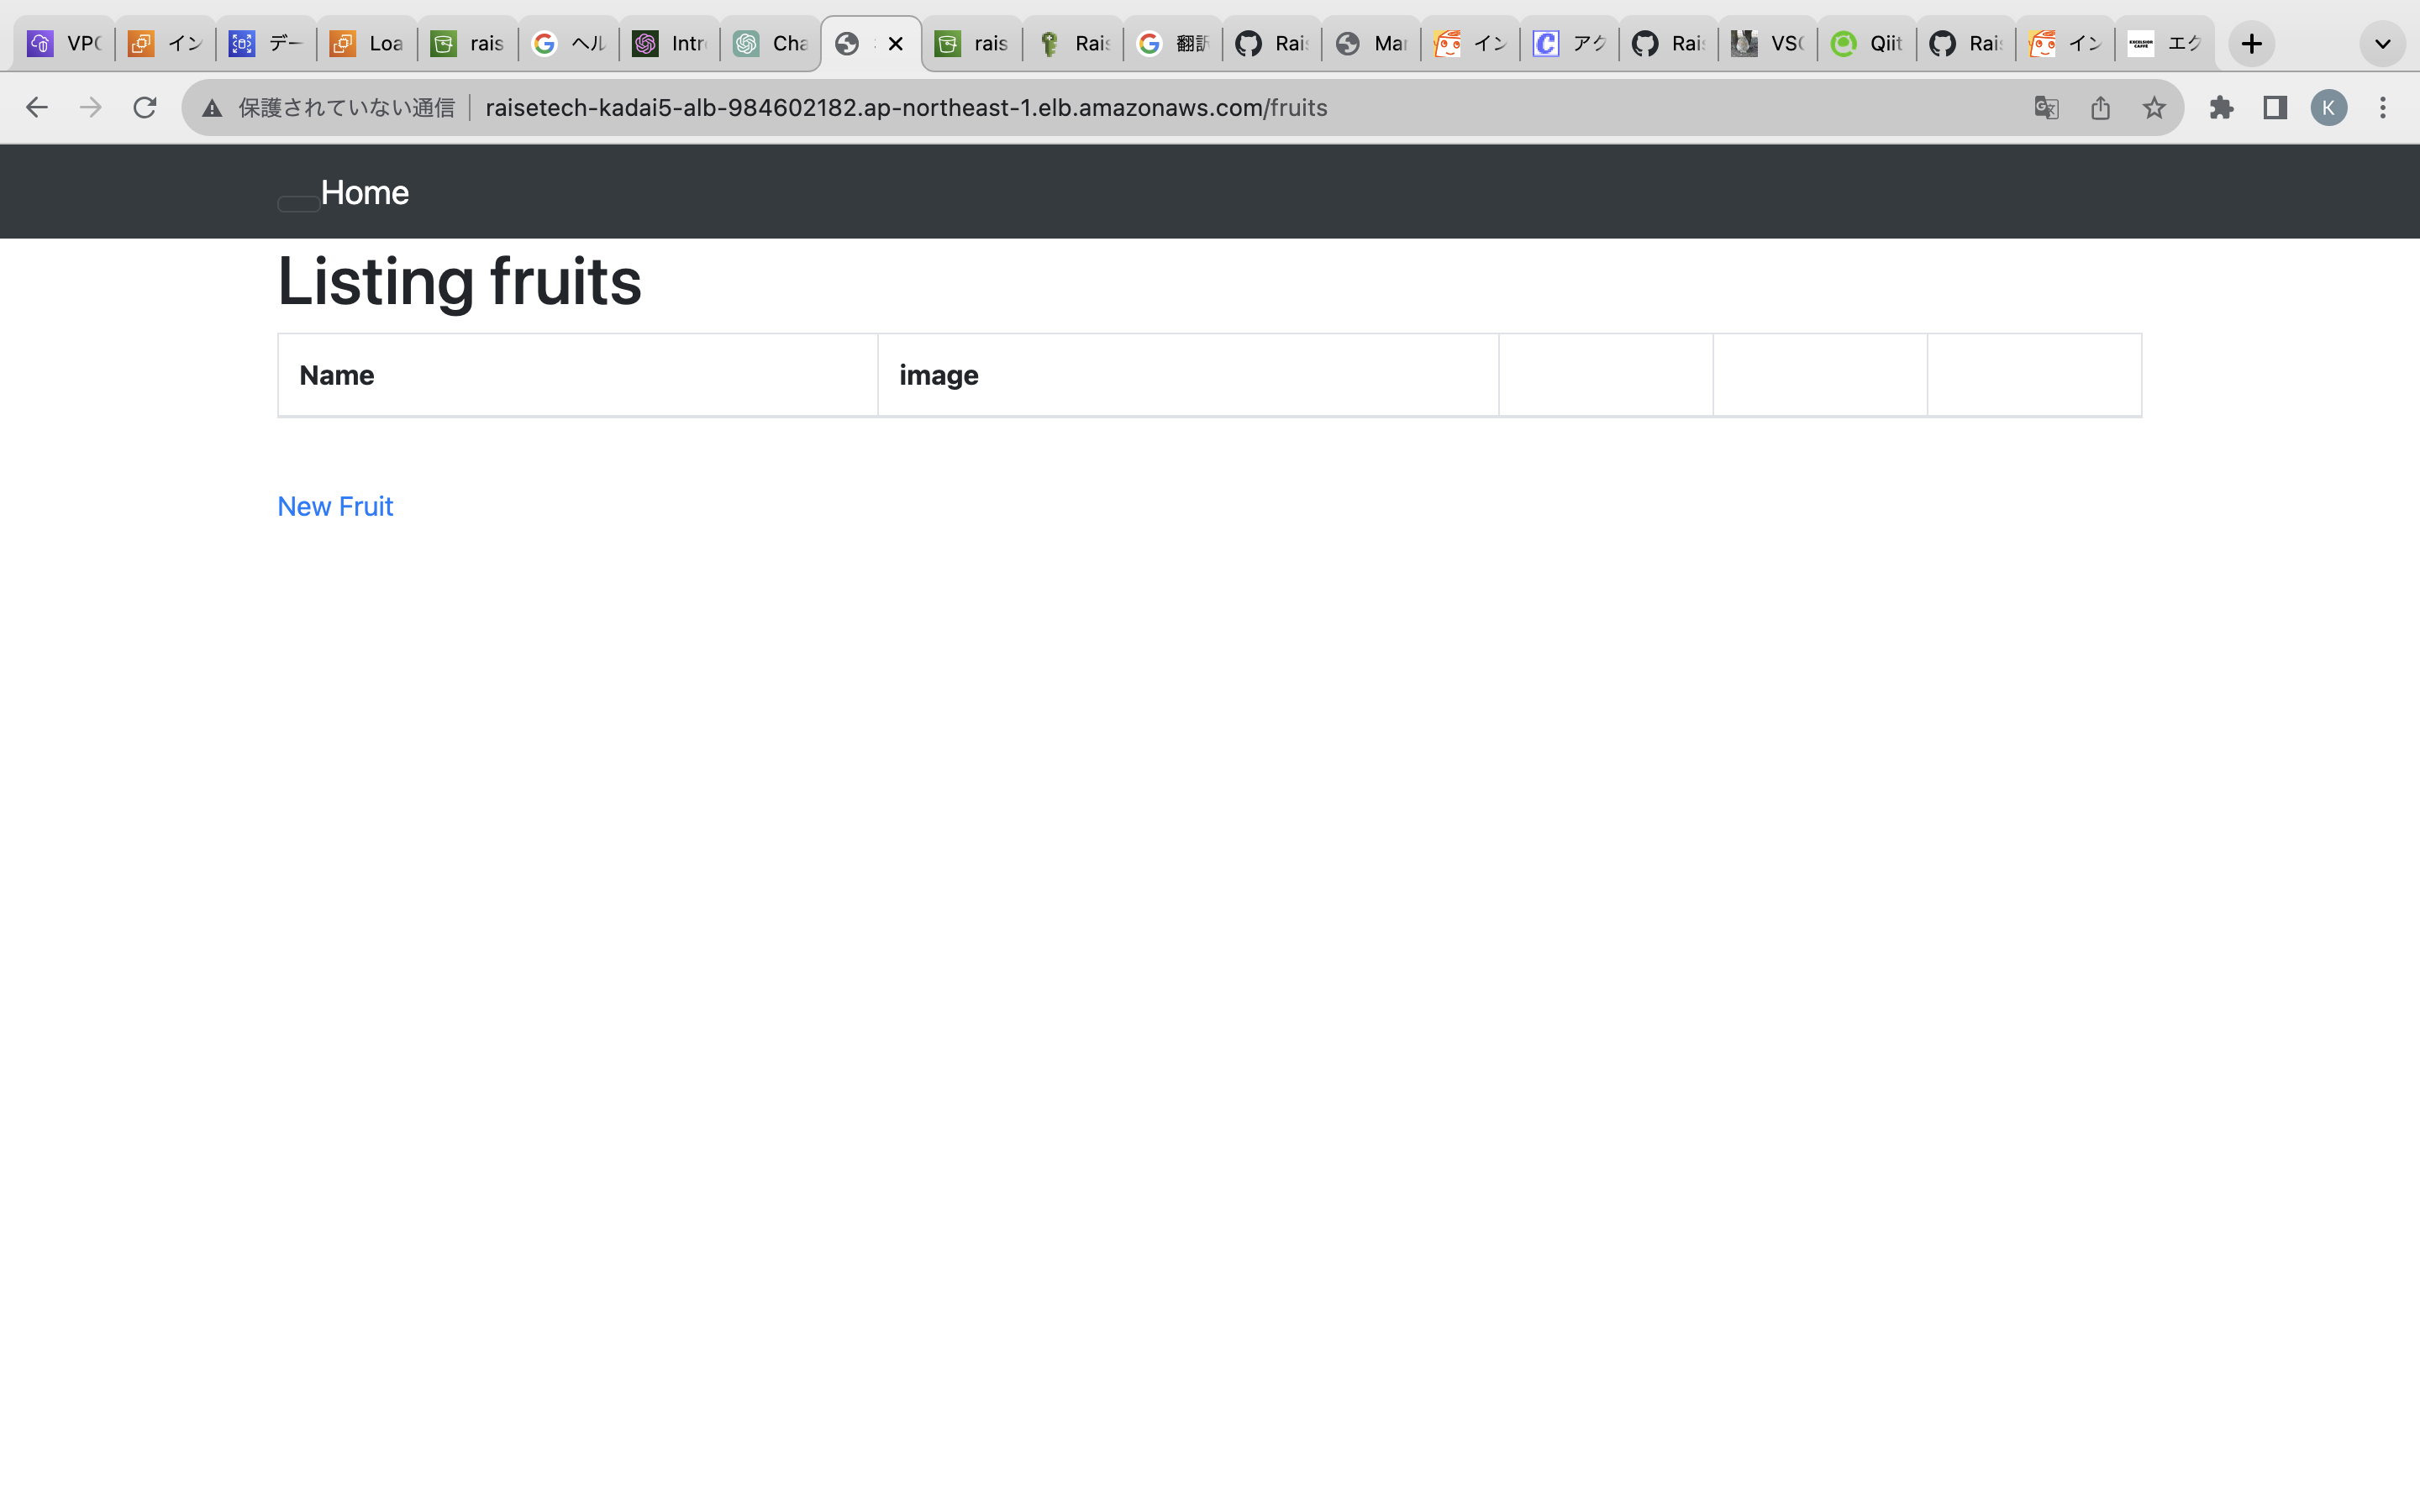 VPC イン デー Loa rais ヘル Intr Cha rais Rais 翻訳 Rai Mar イン アク Rai VSC Qiit Rai イン エク
保護されていない通信 raisetech-kadai5-alb-984602182.ap-northeast-1.elb.amazonaws.com/fruits K
Home
Listing fruits
Name image
New Fruit